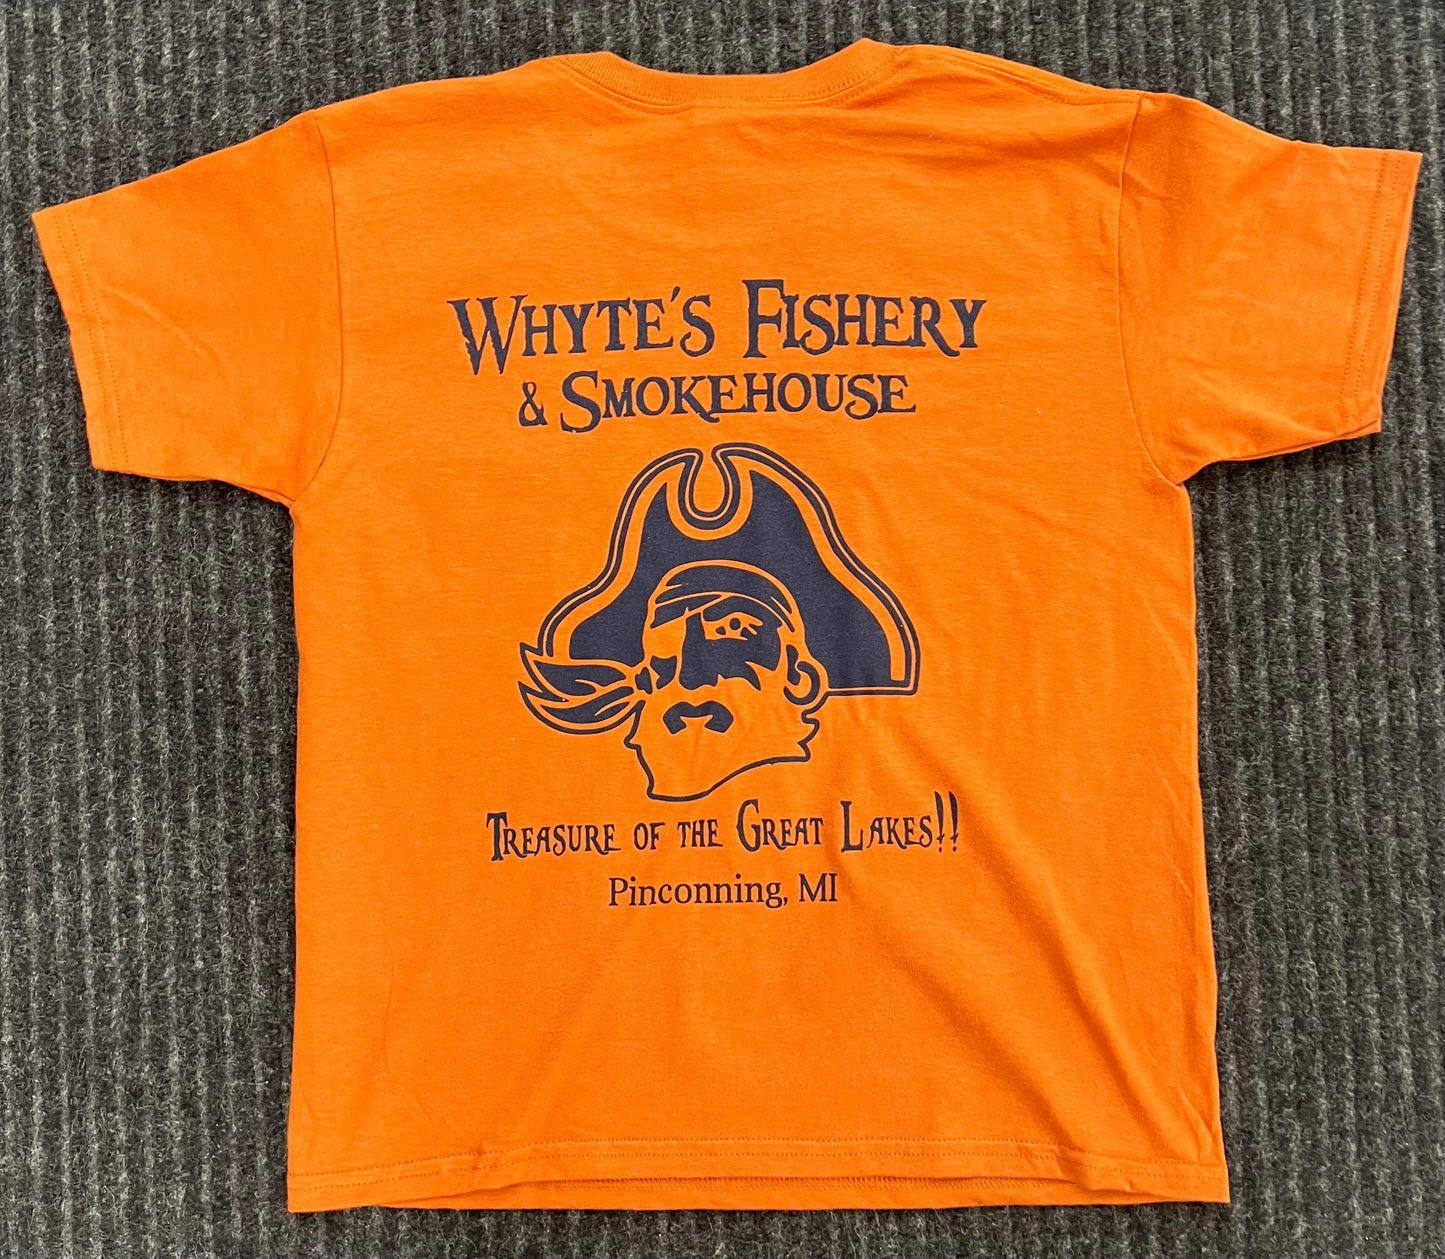 Whyte's Fishery
& Smokehouse
Treasure of the Great Lakes!!
Pinconning, MI